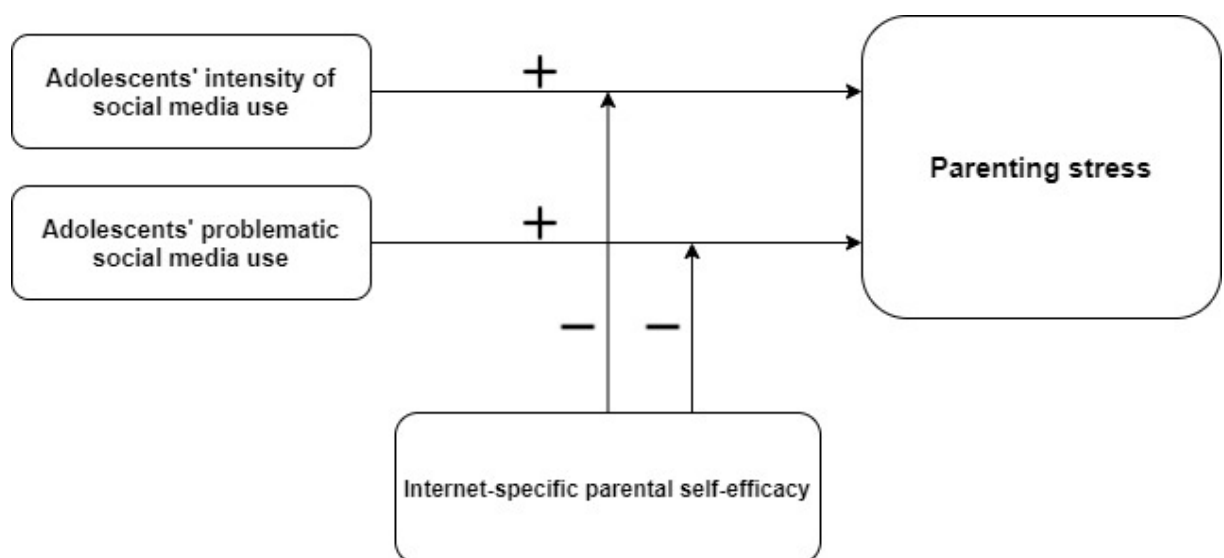 Adolescents' intensity of
social media use
+
Parenting stress
Adolescents' problematic
social media use
+
− −
Internet-specific parental self-efficacy